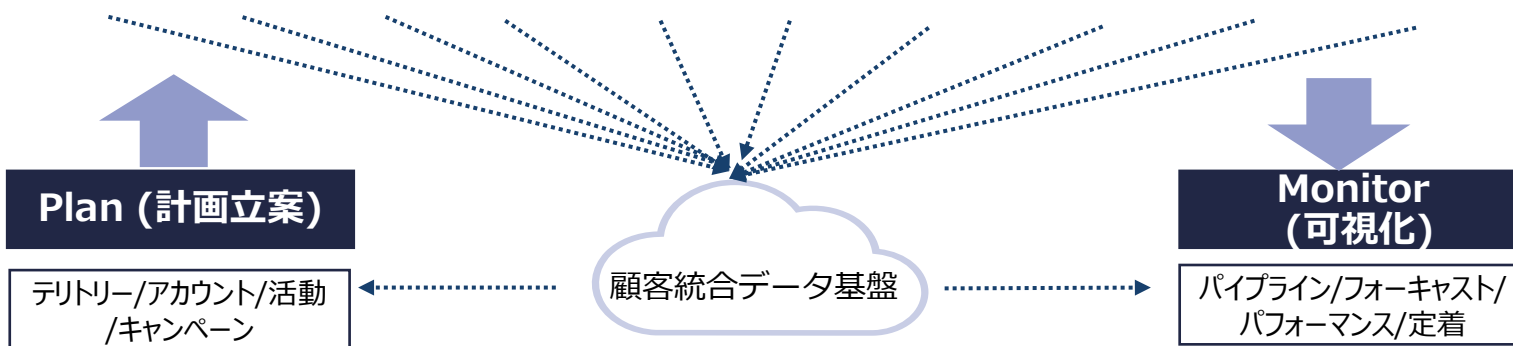 Plan (計画立案)
テリトリー/アカウント/活動
/キャンペーン
顧客統合データ基盤
Monitor
(可視化)
パイプライン/フォーキャスト/
パフォーマンス/定着